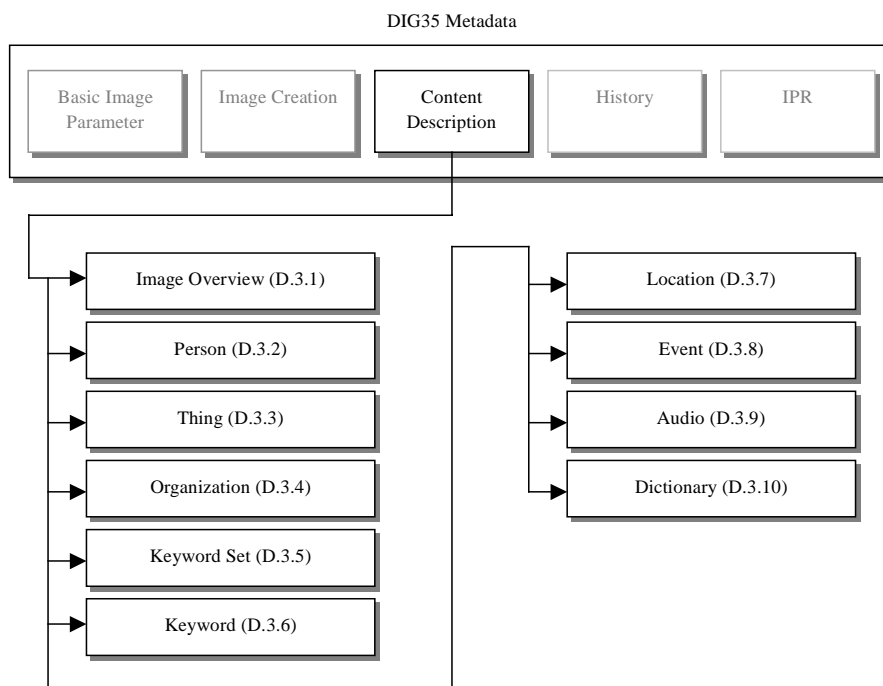 DIG35 Metadata
Basic Image
Parameter
Image Creation
Content
Description
History
IPR
Image Overview (D.3.1)
Person (D.3.2)
Thing (D.3.3)
Organization (D.3.4)
Keyword Set (D.3.5)
Keyword (D.3.6)
Location (D.3.7)
Event (D.3.8)
Audio (D.3.9)
Dictionary (D.3.10)